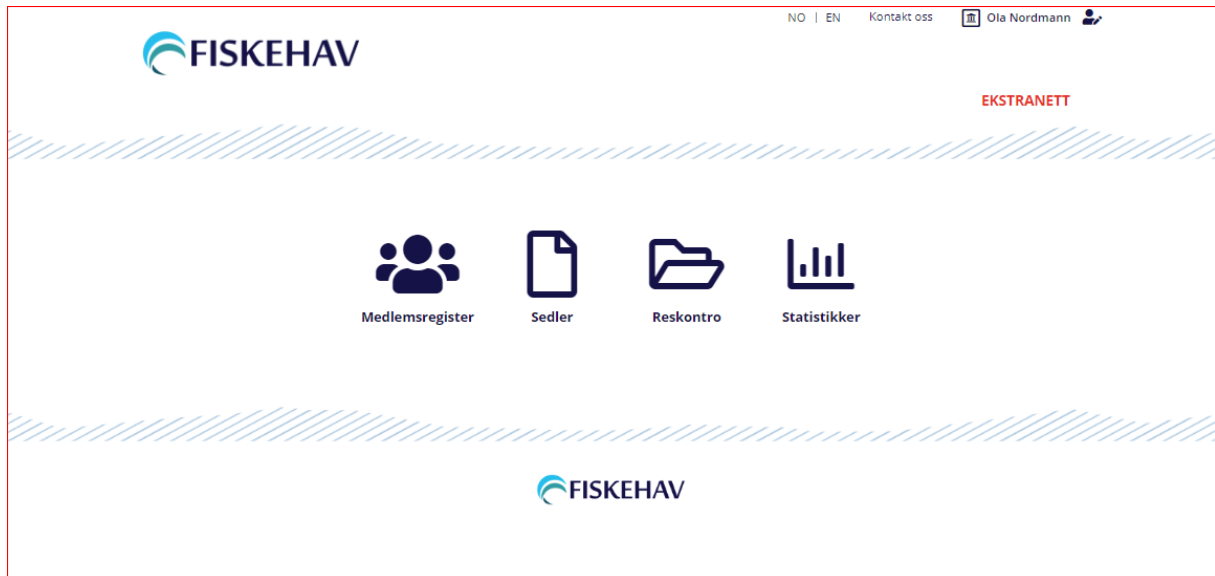 NO | EN Kontakt oss Ola Nordmann
FISKEHAV
EKSTRANETT
Medlemsregister Sedler Reskontro Statistikker
FISKEHAV